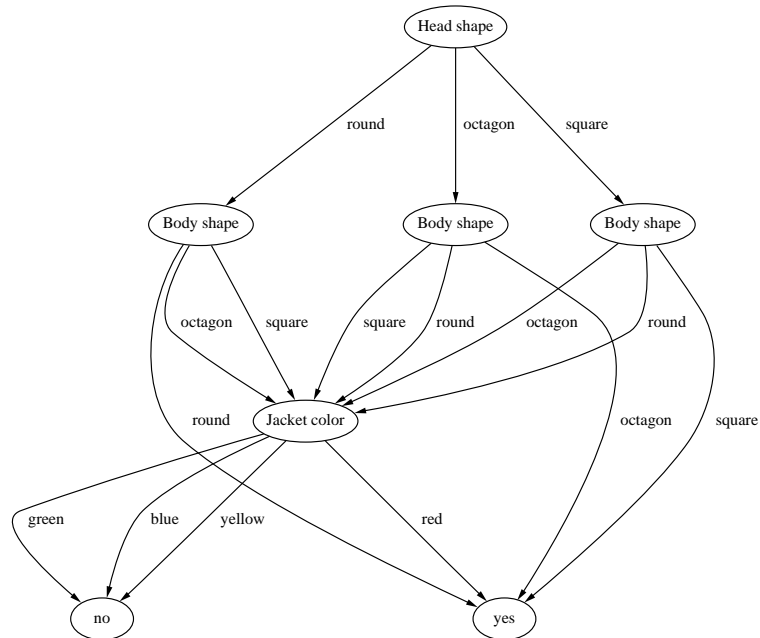 Head shape
round
octagon
square
Body shape
Body shape
Body shape
octagon
square
square
round
octagon
round
round
Jacket color
octagon
square
green
blue
yellow
red
no
yes